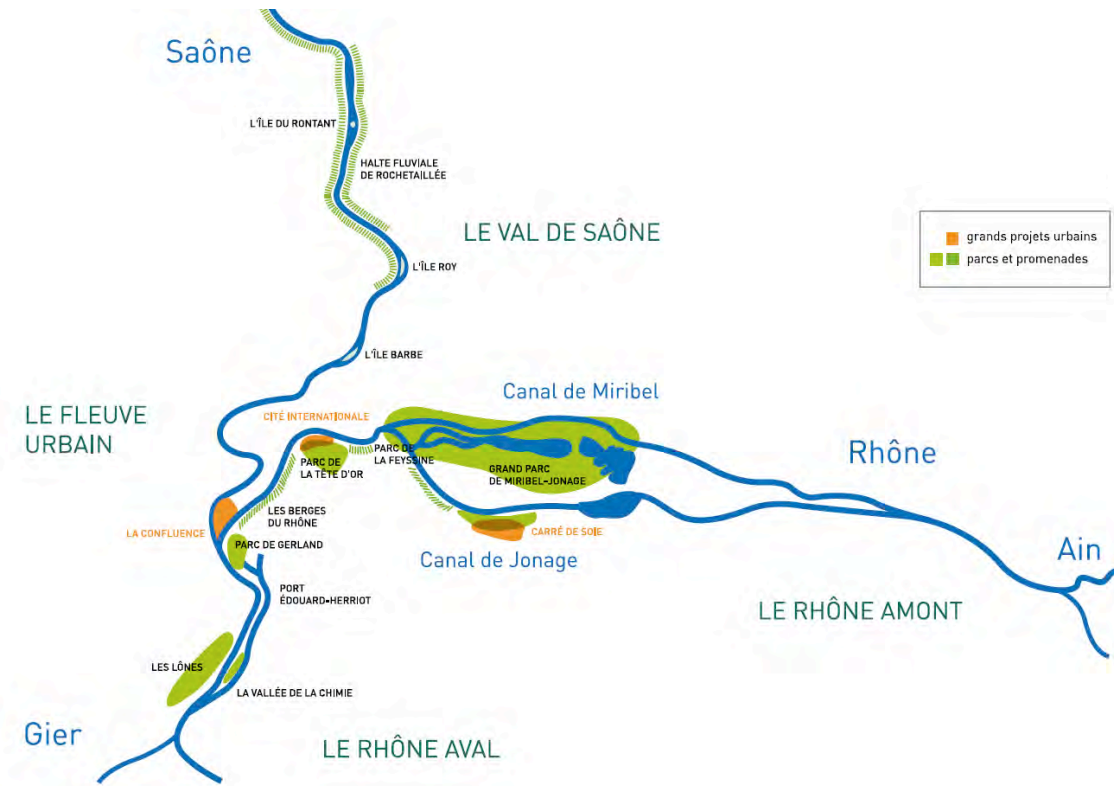 Saône
L'ÎLE DU RONTANT
HALTE FLUVIALE
DE ROCHETAILLÉE
LE VAL DE SAÔNE
grands projets urbains
parcs et promenades
L'ÎLE ROY
L'ÎLE BARBE
Canal de Miribel
LE FLEUVE
URBAIN
CITÉ INTERNATIONALE
PARC DE
LA FEYSSINE
PARC DE
LA TÊTE D'OR
GRAND PARC
DE MIRIBEL-JONAGE
Rhône
LES BERGES
DU RHÔNE
LA CONFLUENCE
CARRÉ DE SOIE
PARC DE GERLAND
Canal de Jonage
Ain
PORT
ÉDOUARD-HERRIOT
LE RHÔNE AMONT
LES LÔNES
LA VALLÉE DE LA CHIMIE
Gier
LE RHÔNE AVAL